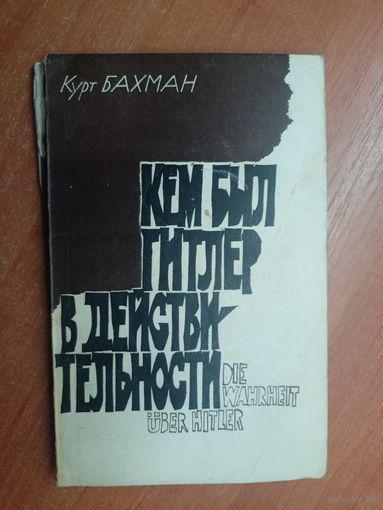 Курт БАХМАН
КЕМ БЫЛ
ГИТЛЕР
В ДЕЙСТВИ-
ТЕЛЬНОСТИ
DIE
WAHRHEIT
ÜBER HITLER